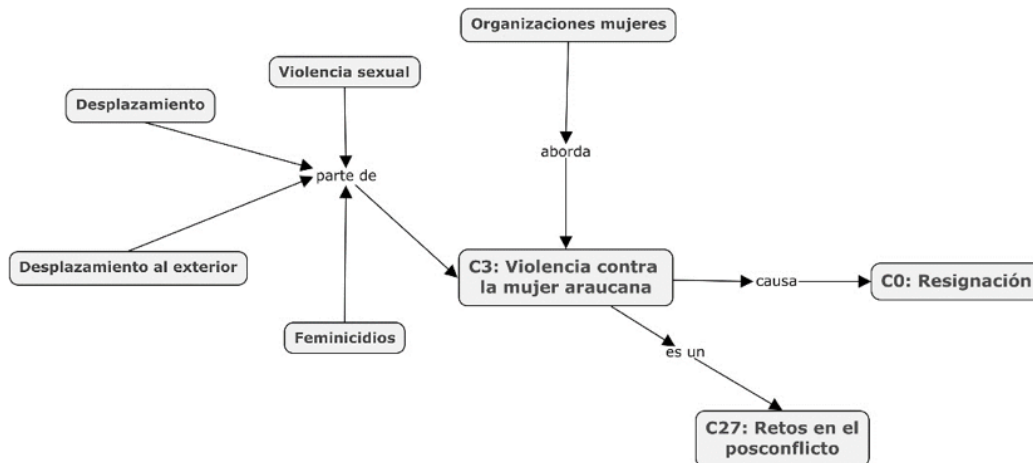 Organizaciones mujeres
Violencia sexual
Desplazamiento
aborda
parte de
Desplazamiento al exterior
C3: Violencia contra
la mujer araucana
causa
C0: Resignación
Feminicidios
es un
C27: Retos en el
posconflicto